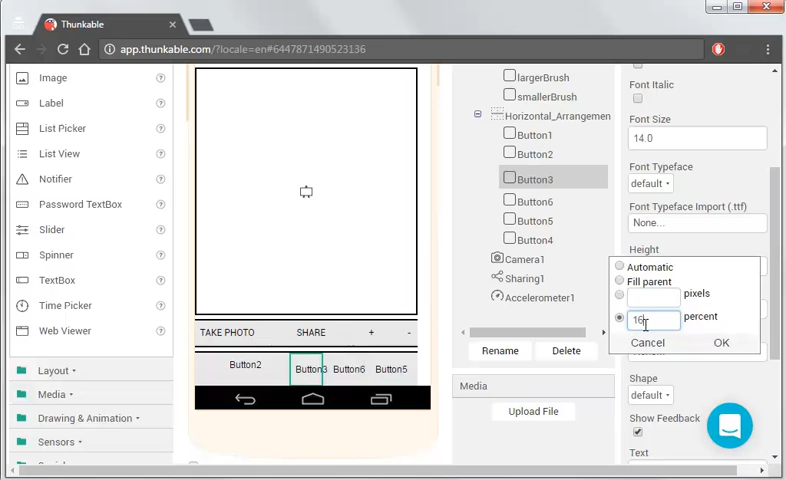 Thunkable
app.thunkable.com/?locale=en#6447871490523136
Image
Label
List Picker
List View
Notifier
Password TextBox
Slider
Spinner
TextBox
Time Picker
Web Viewer
Layout
Media
Drawing & Animation
Sensors
TAKE PHOTO SHARE + -
Button2 Button3 Button6 Button5
largerBrush
smallerBrush
Horizontal_Arrangemen
Button1
Button2
Button3
Button6
Button5
Button4
Camera1
Sharing1
Accelerometer1
Rename Delete
Media
Upload File
Font Italic
Font Size
14.0
Font Typeface
default
Font Typeface Import (.ttf)
None...
Height
Automatic
Fill parent
pixels
16 percent
Cancel OK
Shape
default
Show Feedback
Text